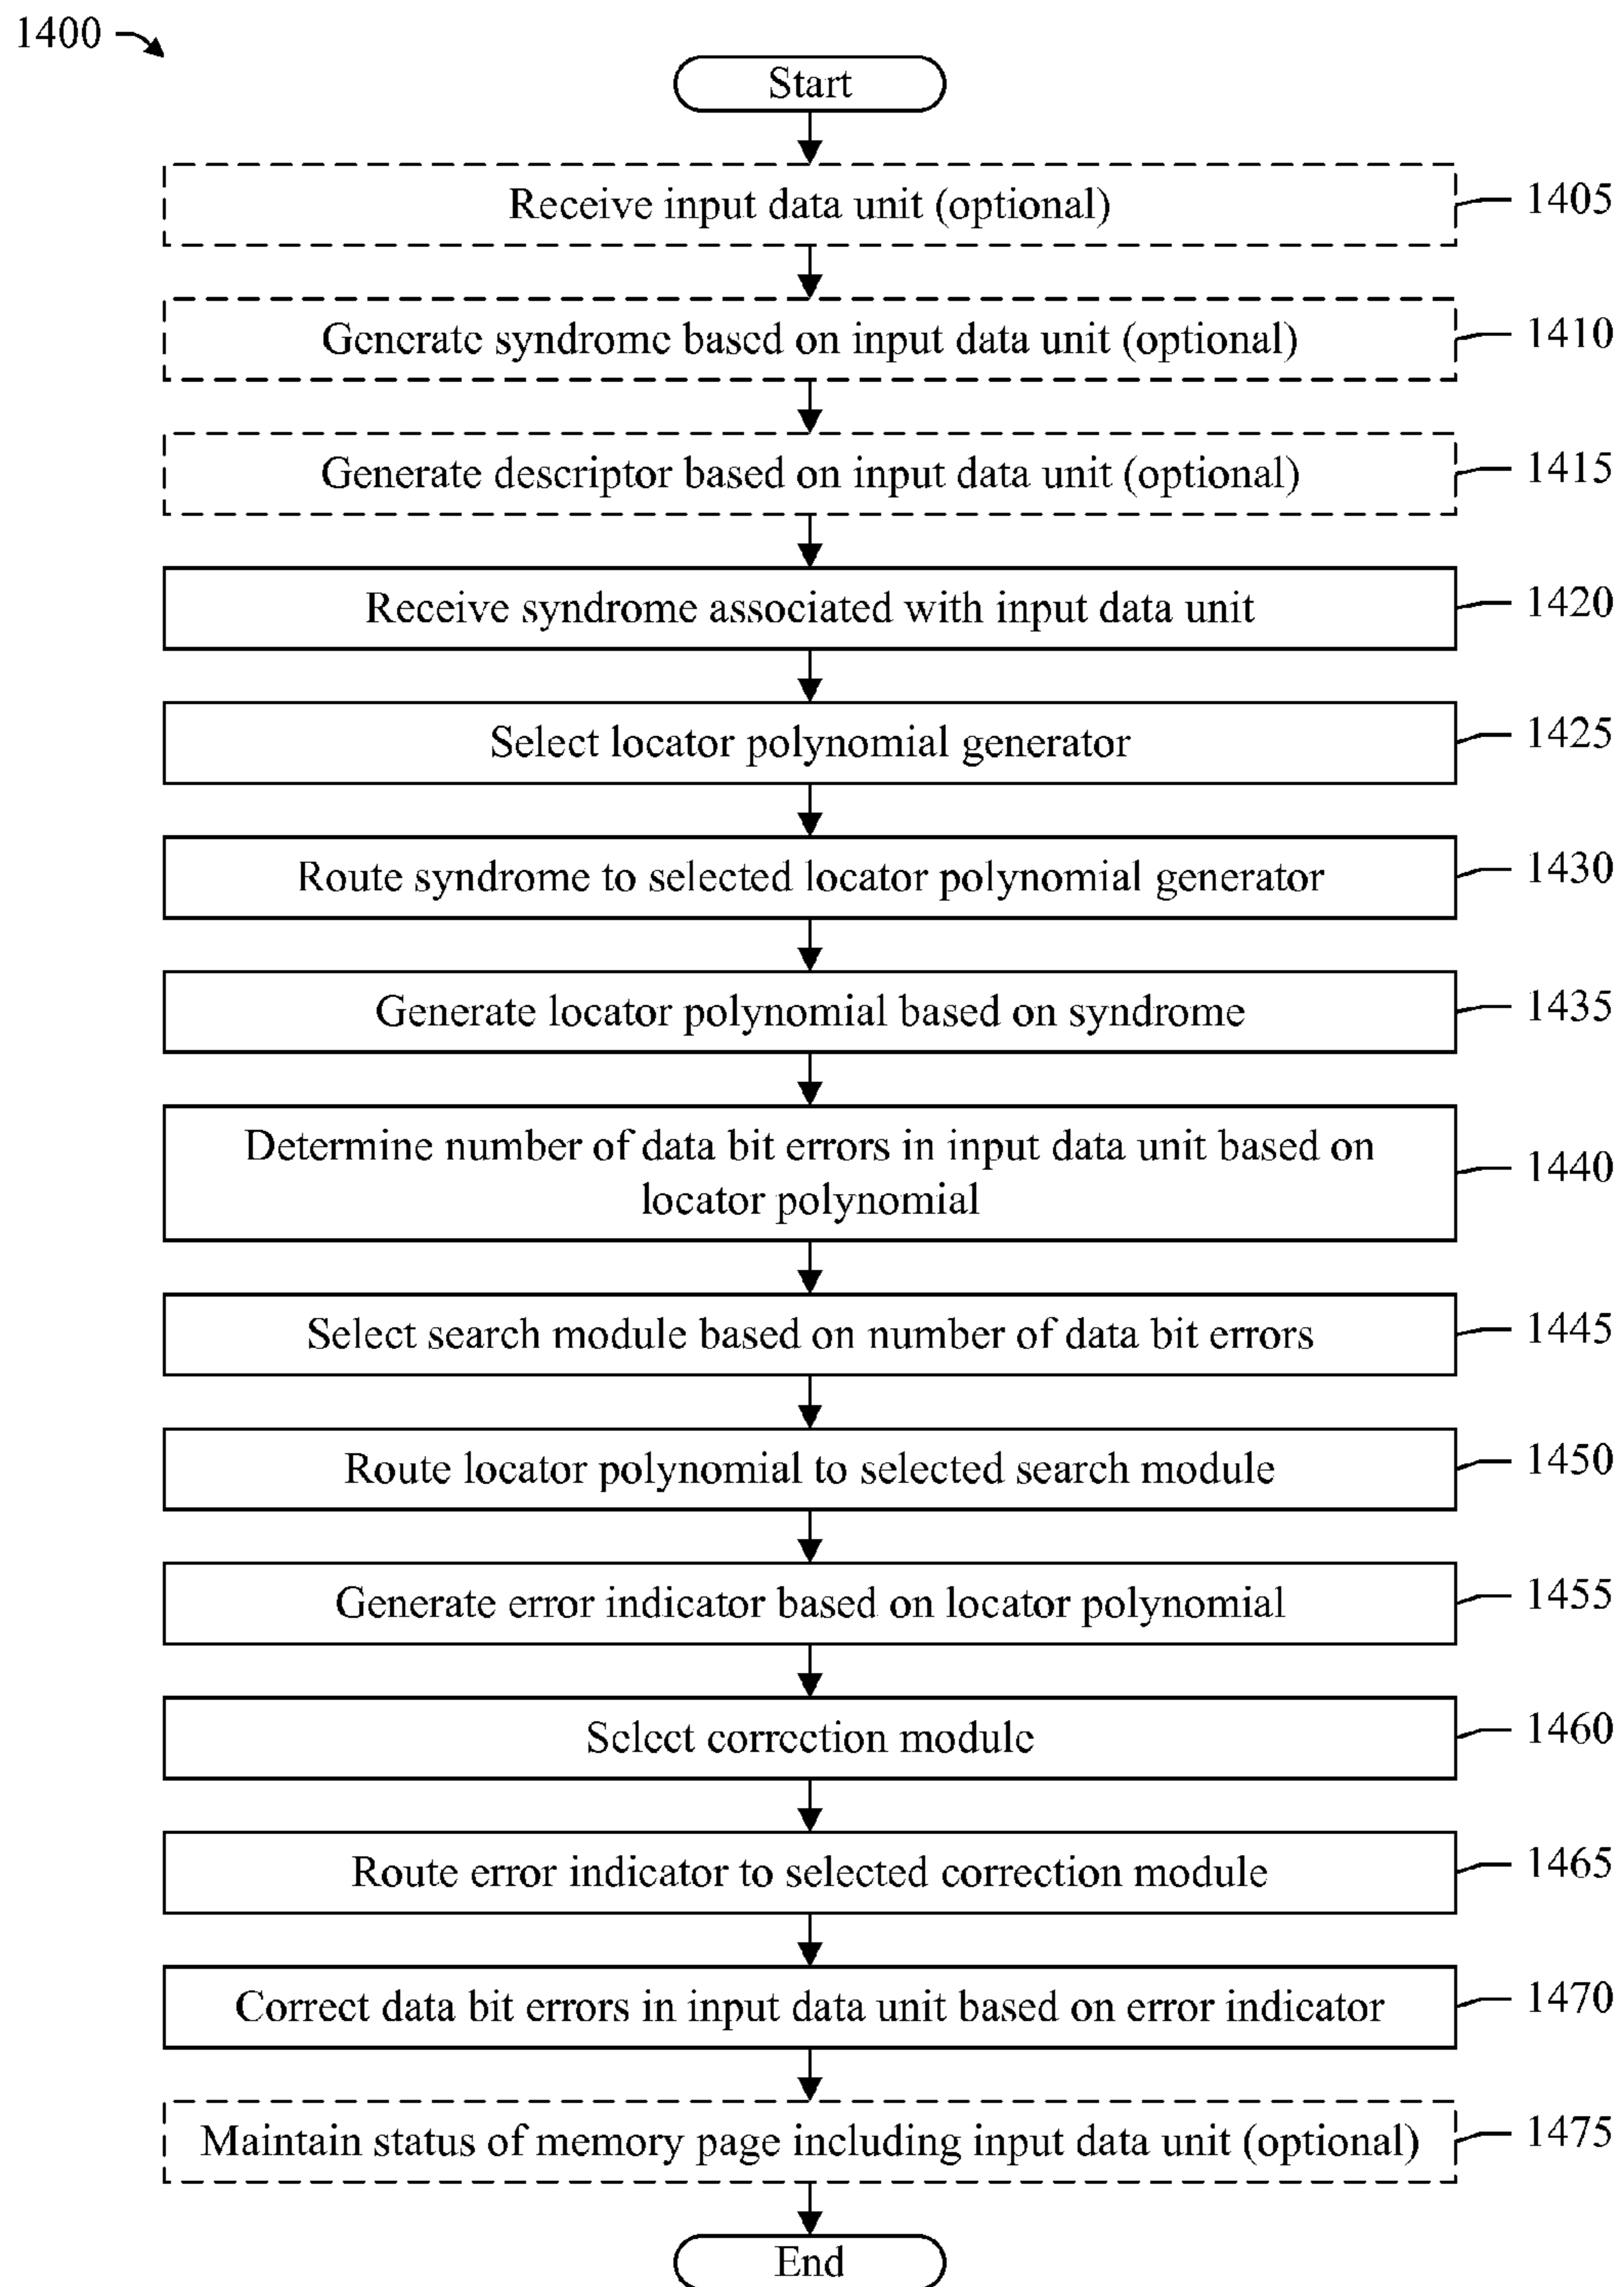 1400
Start
Receive input data unit (optional)
1405
Generate syndrome based on input data unit (optional)
1410
Generate descriptor based on input data unit (optional)
1415
Receive syndrome associated with input data unit
1420
Select locator polynomial generator
1425
Route syndrome to selected locator polynomial generator
1430
Generate locator polynomial based on syndrome
1435
Determine number of data bit errors in input data unit based on
locator polynomial
1440
Select search module based on number of data bit errors
1445
Route locator polynomial to selected search module
1450
Generate error indicator based on locator polynomial
1455
Select correction module
1460
Route error indicator to selected correction module
1465
Correct data bit errors in input data unit based on error indicator
1470
Maintain status of memory page including input data unit (optional)
1475
End